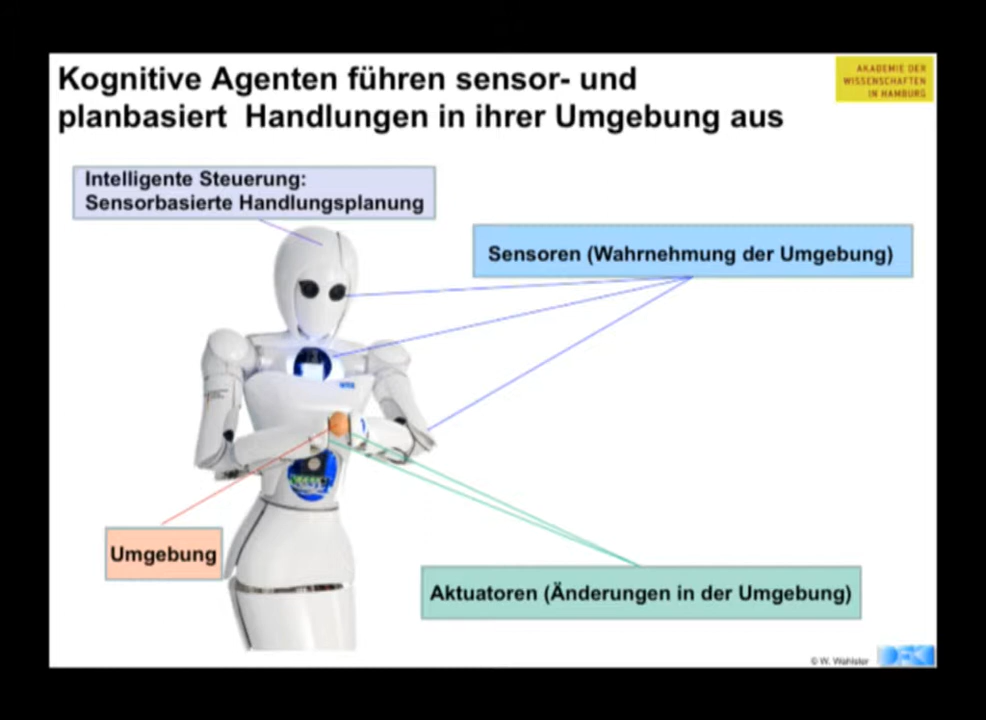 Kognitive Agenten führen sensor- und
planbasiert Handlungen in ihrer Umgebung aus
AKADEMIE DER
WISSENSCHAFTEN
IN HAMBURG
Intelligente Steuerung:
Sensorbasierte Handlungsplanung
Sensoren (Wahrnehmung der Umgebung)
Umgebung
Aktuatoren (Änderungen in der Umgebung)
© W. Wahlster
DFKI